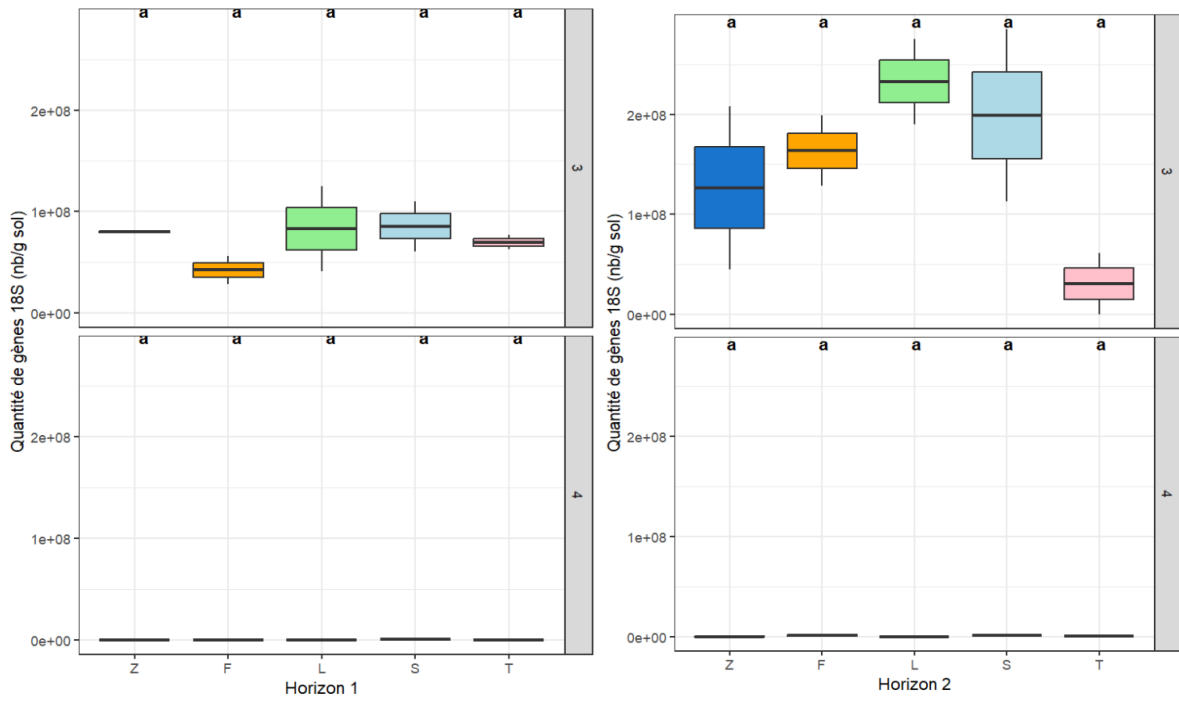 a a a a a
2e+08
1e+08
0e+00
3
a a a a a
2e+08
1e+08
0e+00
4
Z F L S T
Horizon 1
Quantité de gènes 18S (nb/g sol)
a a a a a
2e+08
1e+08
0e+00
3
a a a a a
2e+08
1e+08
0e+00
4
Z F L S T
Horizon 2
Quantité de gènes 18S (nb/g sol)